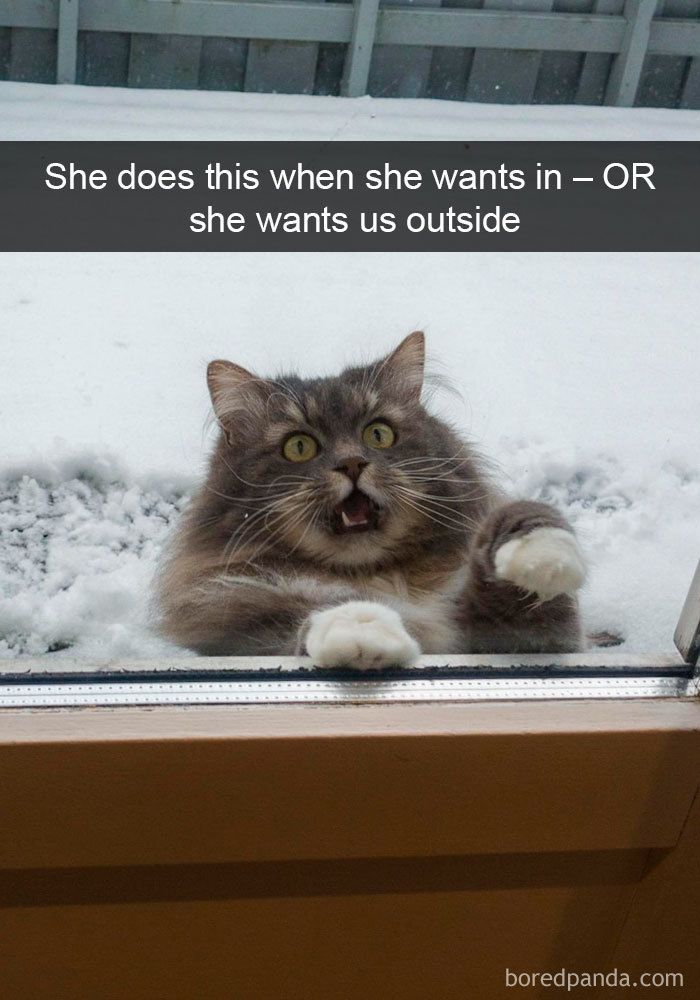 She does this when she wants in – OR
she wants us outside
boredpanda.com